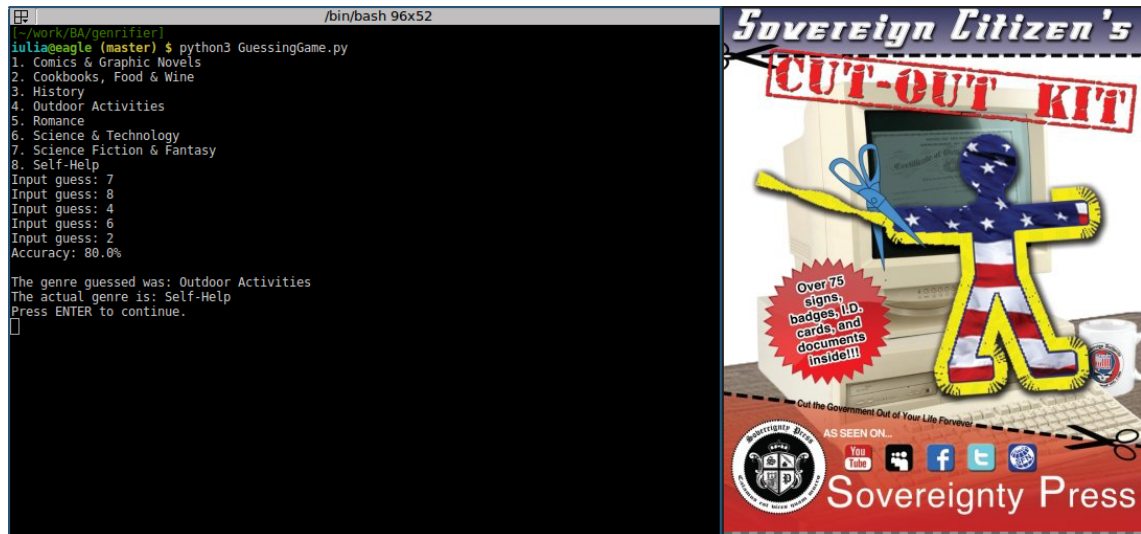 /bin/bash 96x52
[~/work/BA/genrifier]
iulia@eagle (master) $ python3 GuessingGame.py
1. Comics & Graphic Novels
2. Cookbooks, Food & Wine
3. History
4. Outdoor Activities
5. Romance
6. Science & Technology
7. Science Fiction & Fantasy
8. Self-Help
Input guess: 7
Input guess: 8
Input guess: 4
Input guess: 6
Input guess: 2
Accuracy: 80.0%
The genre guessed was: Outdoor Activities
The actual genre is: Self-Help
Press ENTER to continue.
Sovereign Citizen's
CUT-OUT KIT
Over 75
signs,
badges, I.D.
cards, and
documents
inside!!!
Cut the Government Out of Your Life Forvever
Sovereignty Press
AS SEEN ON...
You
Tube
f
t
S
P
Sovereignty Press